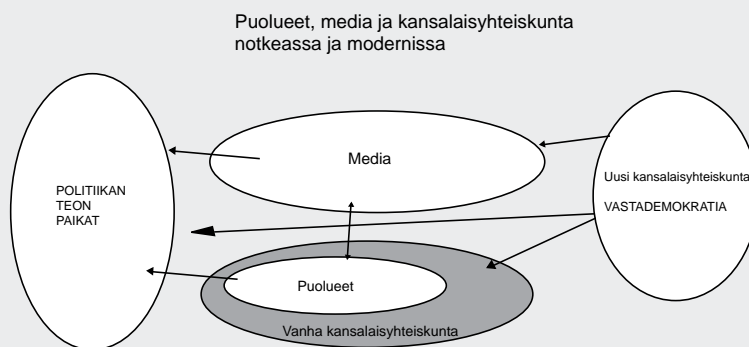 Puolueet, media ja kansalaisyhteiskunta
notkeassa ja modernissa
Media
POLITIIKAN
TEON
PAIKAT
Uusi kansalaisyhteiskunta
VASTADEMOKRATIA
Puolueet
Vanha kansalaisyhteiskunta